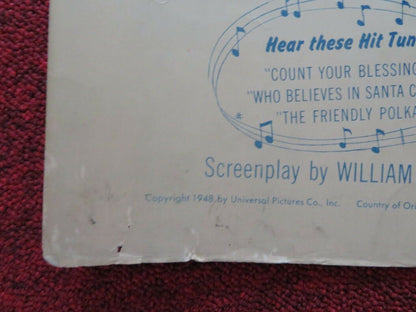 Hear these Hit Tun
"COUNT YOUR BLESSING
"WHO BELIEVES IN SANTA C
"THE FRIENDLY POLKA
Screenplay by WILLIAM
Copyright 1948 by Universal Pictures Co., Inc. Country of Ori